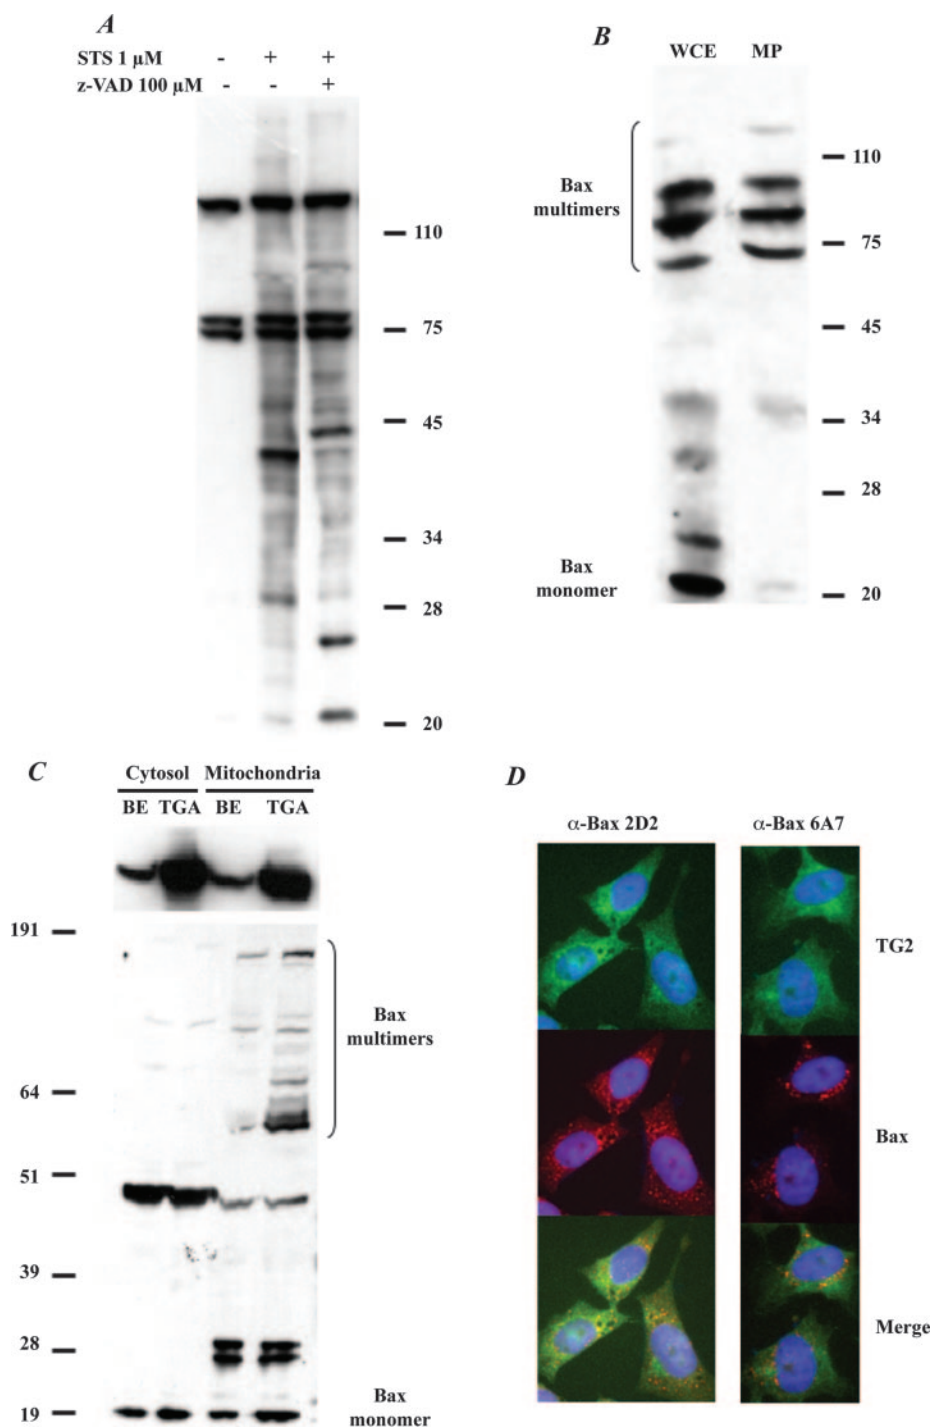 A
STS 1 µM - + +
z-VAD 100 µM - - +
110
75
45
34
28
20
B
WCE MP
Bax
multimers
110
75
45
34
28
Bax
monomer
20
C
Cytosol Mitochondria
BE TGA BE TGA
191
Bax
multimers
64
51
39
28
19
Bax
monomer
D
α-Bax 2D2 α-Bax 6A7
TG2
Bax
Merge